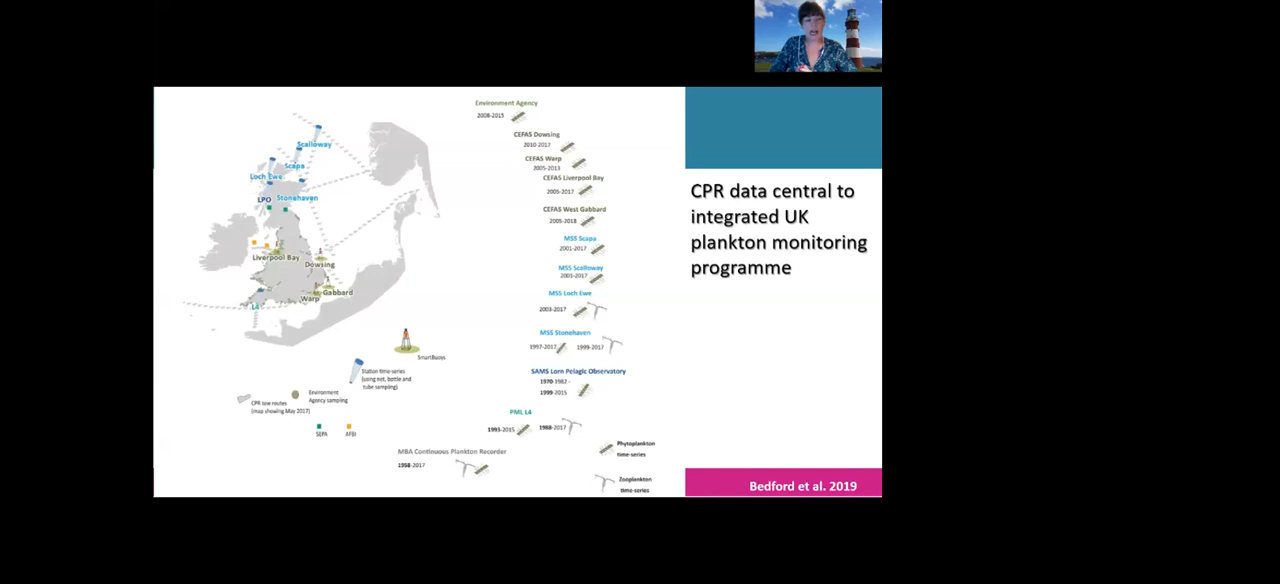 Environment Agency
2008-2015
CEFAS Dowsing
2010-2017
CEFAS Warp
2005-2013
CEFAS Liverpool Bay
2005-2017
CEFAS West Gabbard
2005-2018
MSS Scapa
2001-2017
MSS Scalloway
2001-2017
MSS Loch Ewe
2003-2017
MSS Stonehaven
1997-2017
1999-2017
SAMS Lorn Pelagic Observatory
1970-1982 -
1999-2015
PML L4
1993-2015
1988-2017
MBA Continuous Plankton Recorder
1958-2017
Phytoplankton
time-series
Zooplankton
time-series
Scalloway
Scapa
Loch Ewe
LPO
Stonehaven
Liverpool Bay
Dowsing
Gabbard
Warp
L4
SmartBuoys
Station time-series
(using net, bottle and
tube sampling)
Environment
Agency sampling
CPR tow routes
(map showing May 2017)
SEPA
AFBI
CPR data central to
integrated UK
plankton monitoring
programme
Bedford et al. 2019